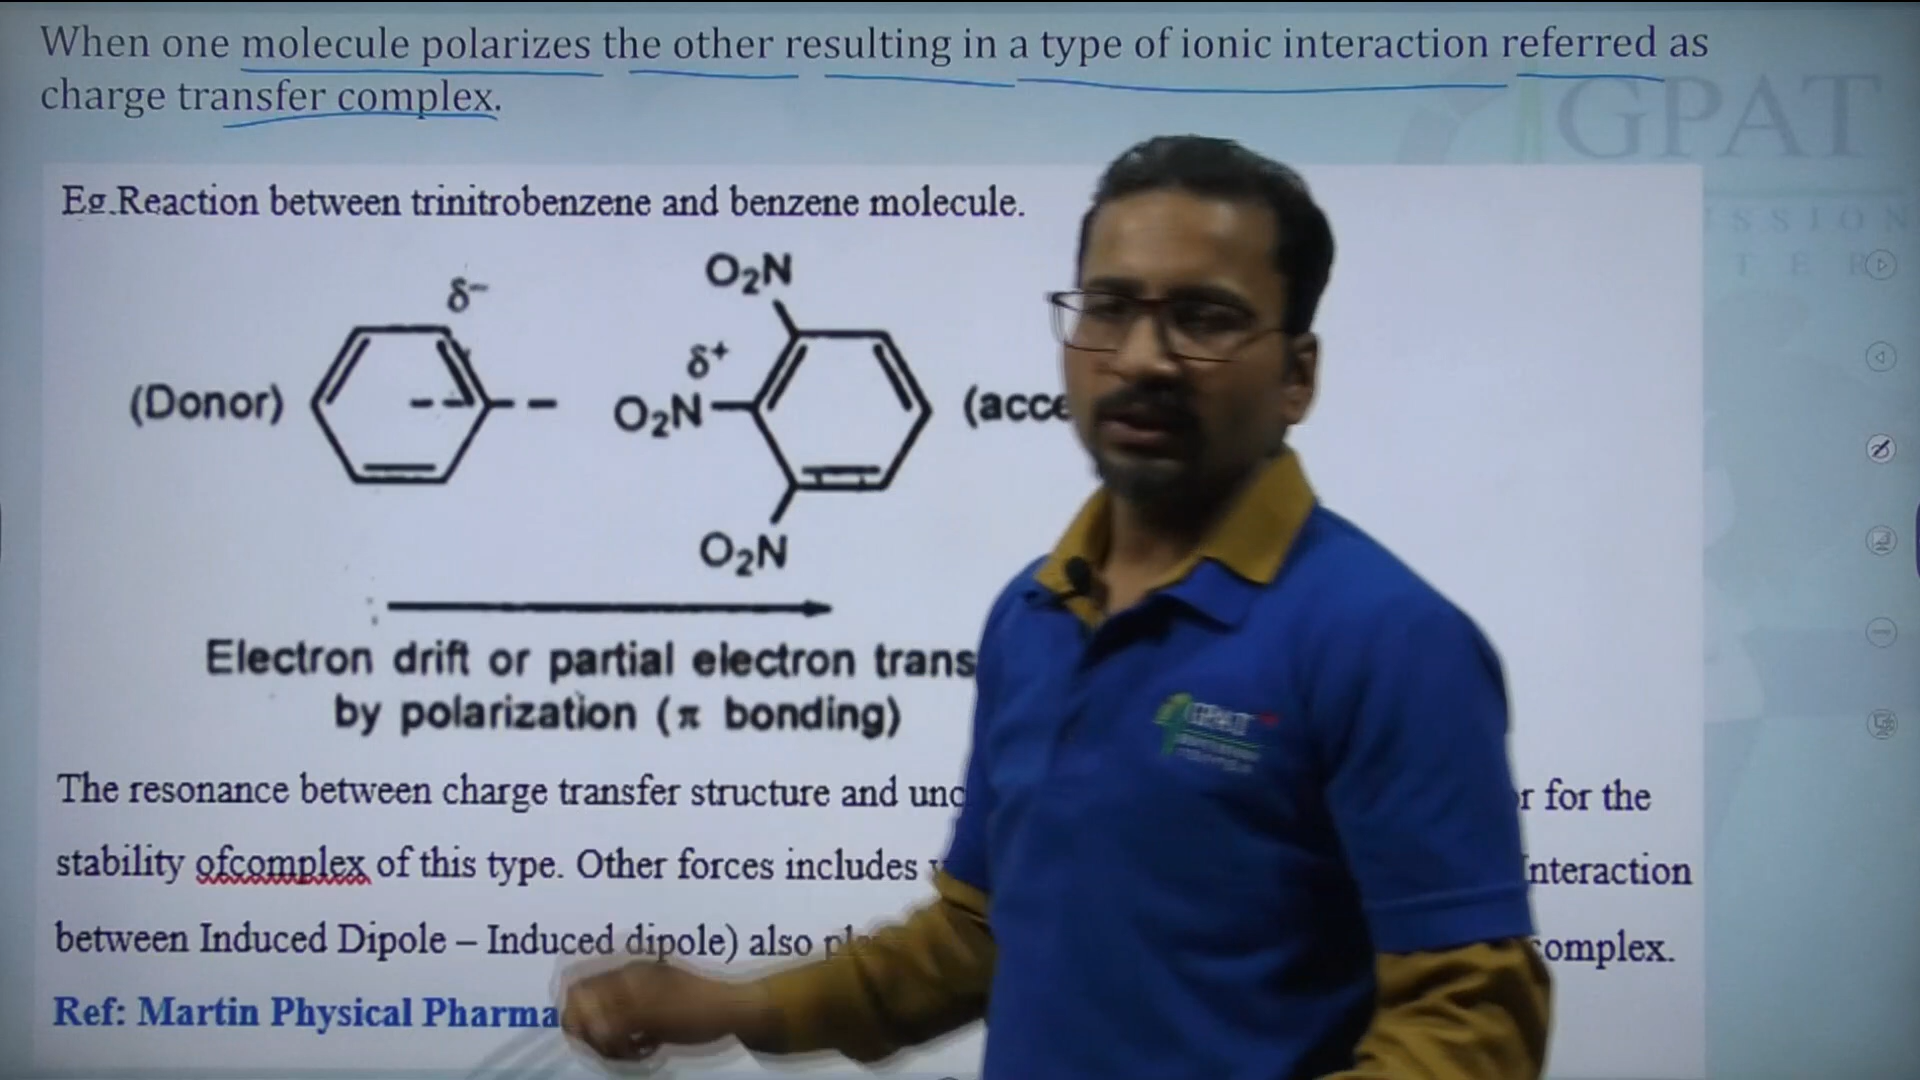 When one molecule polarizes the other resulting in a type of ionic interaction referred as
charge transfer complex.
GPAT
Eg.Reaction between trinitrobenzene and benzene molecule.
δ-
O2N
δ+
(Donor)
O2N
(acce
O2N
Electron drift or partial electron trans
by polarization (π bonding)
GPAT
The resonance between charge transfer structure and unc r for the
stability ofcomplex of this type. Other forces includes nteraction
between Induced Dipole – Induced dipole) also omplex.
Ref: Martin Physical Pharma